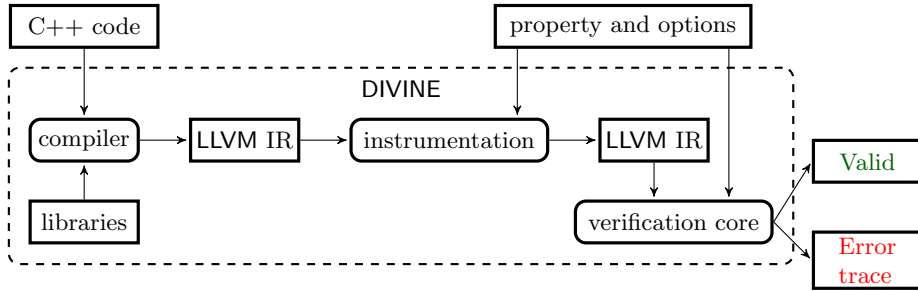 C++ code
property and options
DIVINE
compiler
LLVM IR
instrumentation
LLVM IR
Valid
libraries
verification core
Error
trace